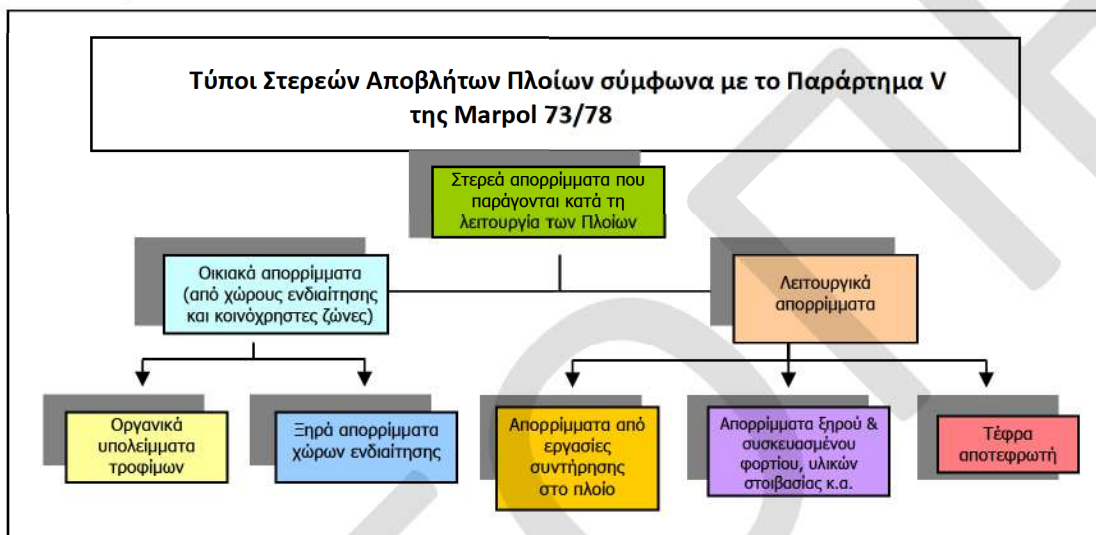 Τύποι Στερεών Αποβλήτων Πλοίων σύμφωνα με το Παράρτημα V
της Marpol 73/78
Στερεά απορρίμματα που
παράγονται κατά τη
λειτουργία των Πλοίων
Οικιακά απορρίμματα
(από χώρους ενδιαίτησης
και κοινόχρηστες ζώνες)
Λειτουργικά
απορρίμματα
Οργανικά
υπολείμματα
τροφίμων
Ξηρά απορρίμματα
χώρων ενδιαίτησης
Απορρίμματα από
εργασίες
συντήρησης
στο πλοίο
Απορρίμματα ξηρού &
συσκευασμένου
φορτίου, υλικών
στοιβασίας κ.α.
Τέφρα
αποτεφρωτή